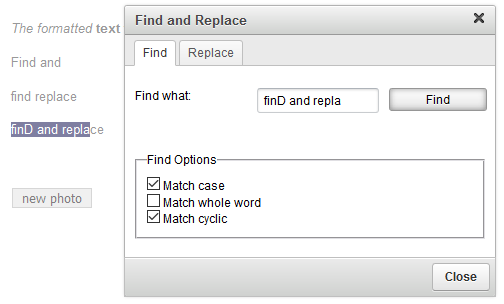 The formatted text
Find and
find replace
finD and replace
new photo
Find and Replace
Find
Replace
Find what:
finD and repla
Find
Find Options
Match case
Match whole word
Match cyclic
Close